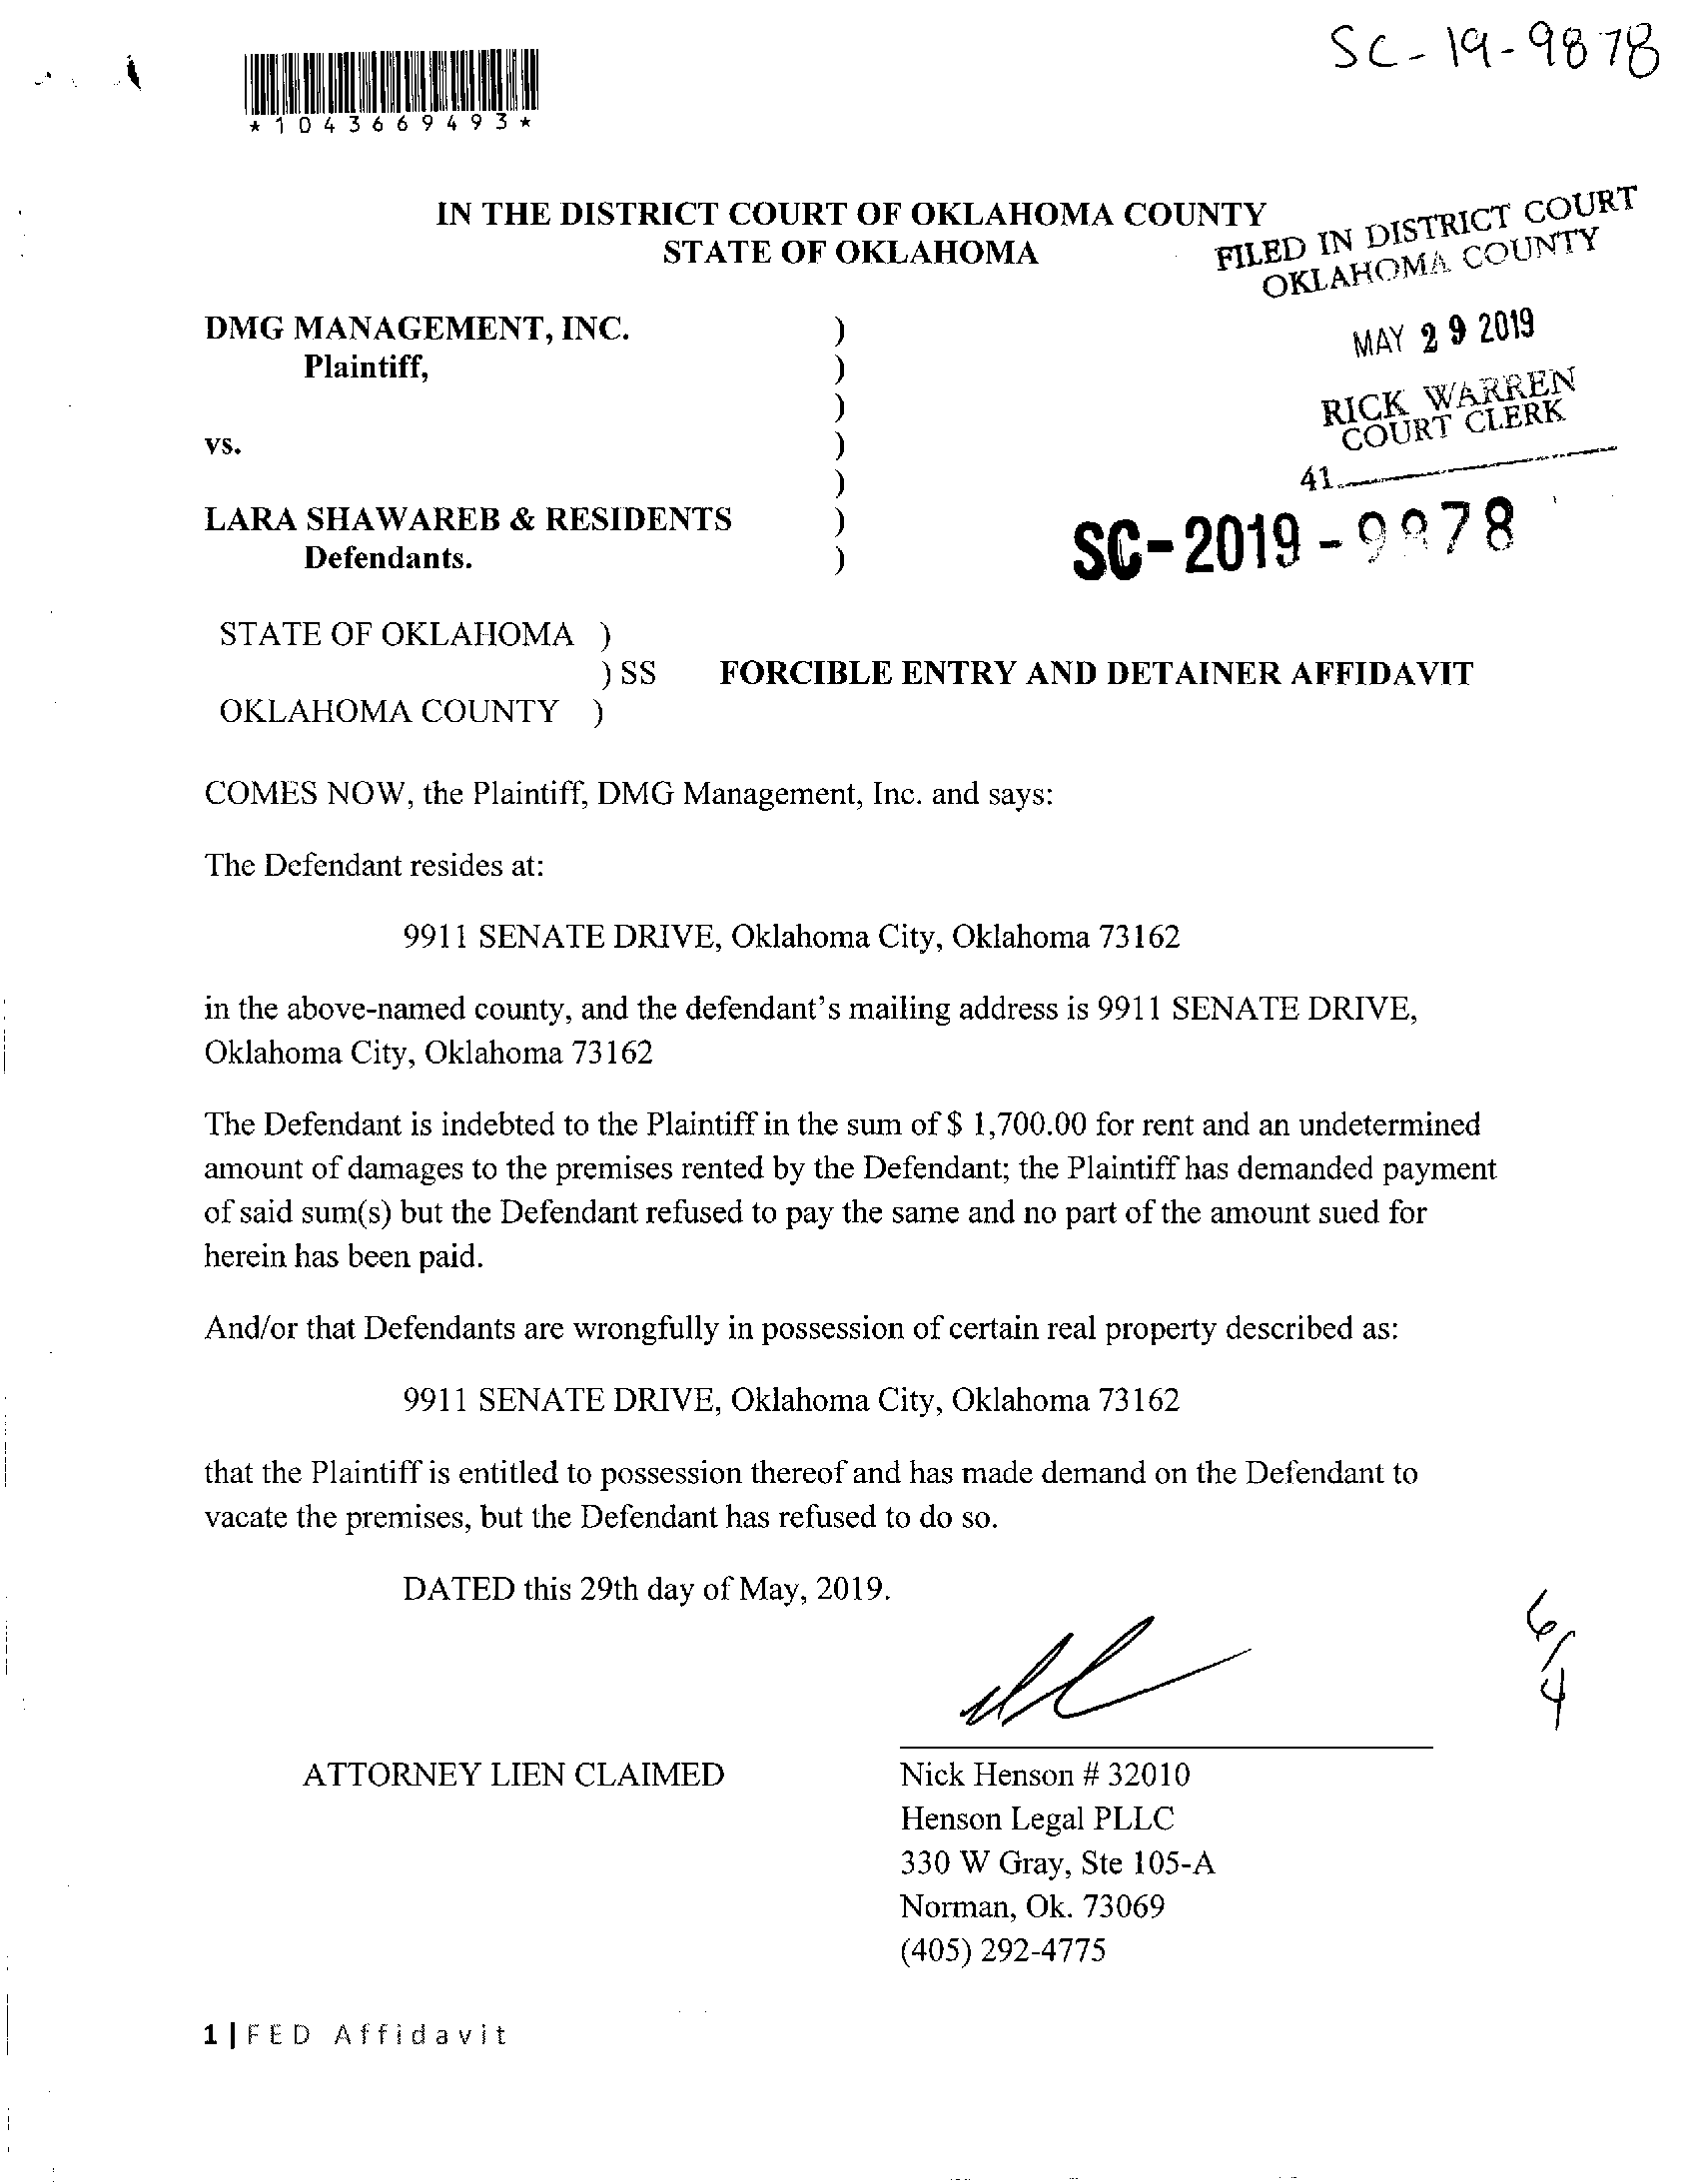 SC-19-9878
*1043669493*
IN THE DISTRICT COURT OF OKLAHOMA COUNTY
STATE OF OKLAHOMA
FILED IN DISTRICT COURT
OKLAHOMA COUNTY
MAY 29 2019
RICK WARREN
COURT CLERK
41
SC-2019-9878
DMG MANAGEMENT, INC. )
Plaintiff, )
)
vs. )
)
LARA SHAWAREB & RESIDENTS )
Defendants. )
STATE OF OKLAHOMA )
) SS FORCIBLE ENTRY AND DETAINER AFFIDAVIT
OKLAHOMA COUNTY )
COMES NOW, the Plaintiff, DMG Management, Inc. and says:
The Defendant resides at:
9911 SENATE DRIVE, Oklahoma City, Oklahoma 73162
in the above-named county, and the defendant's mailing address is 9911 SENATE DRIVE,
Oklahoma City, Oklahoma 73162
The Defendant is indebted to the Plaintiff in the sum of $ 1,700.00 for rent and an undetermined
amount of damages to the premises rented by the Defendant; the Plaintiff has demanded payment
of said sum(s) but the Defendant refused to pay the same and no part of the amount sued for
herein has been paid.
And/or that Defendants are wrongfully in possession of certain real property described as:
9911 SENATE DRIVE, Oklahoma City, Oklahoma 73162
that the Plaintiff is entitled to possession thereof and has made demand on the Defendant to
vacate the premises, but the Defendant has refused to do so.
DATED this 29th day of May, 2019.
6/4
ATTORNEY LIEN CLAIMED
Nick Henson # 32010
Henson Legal PLLC
330 W Gray, Ste 105-A
Norman, Ok. 73069
(405) 292-4775
1 | FED Affidavit